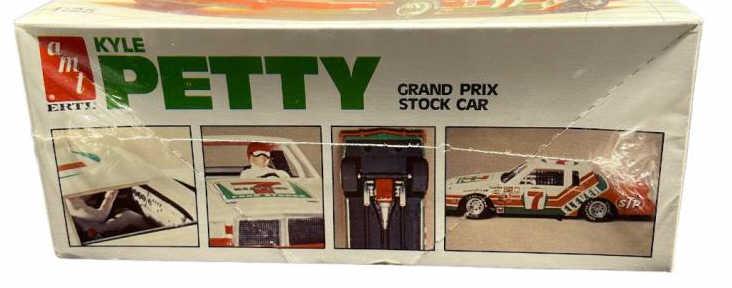 amt
ERTL
KYLE
PETTY
GRAND PRIX
STOCK CAR
7
STP